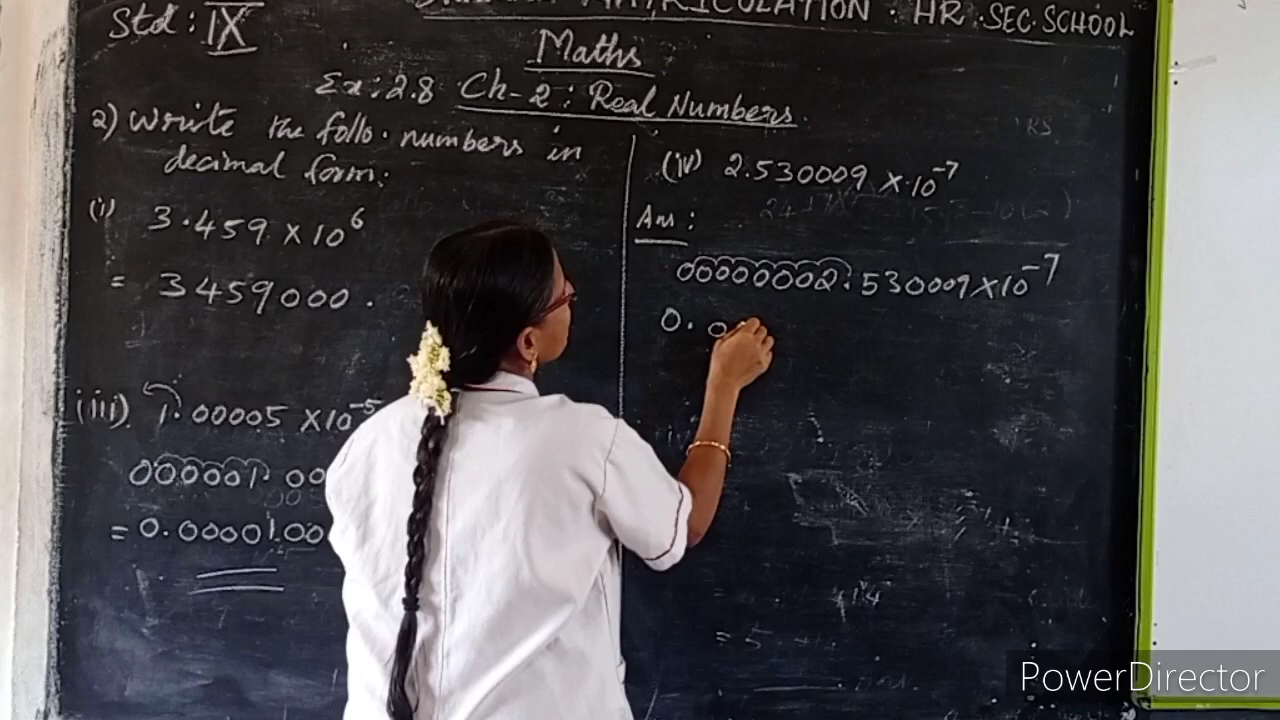 Std : IX
MATRICULATION . HR . SEC . SCHOOL
Maths
Ex : 2.8 Ch - 2 : Real Numbers
2) Write the follo. numbers in
decimal form:
(i) 3.459 × 10⁶
= 3459000 .
(iii) 1.00005 × 10⁻⁵
000001. 00
= 0.00001.00
(iv) 2.530009 × 10⁻⁷
Ans :
00000002.530009 × 10⁻⁷
0. 0
PowerDirector